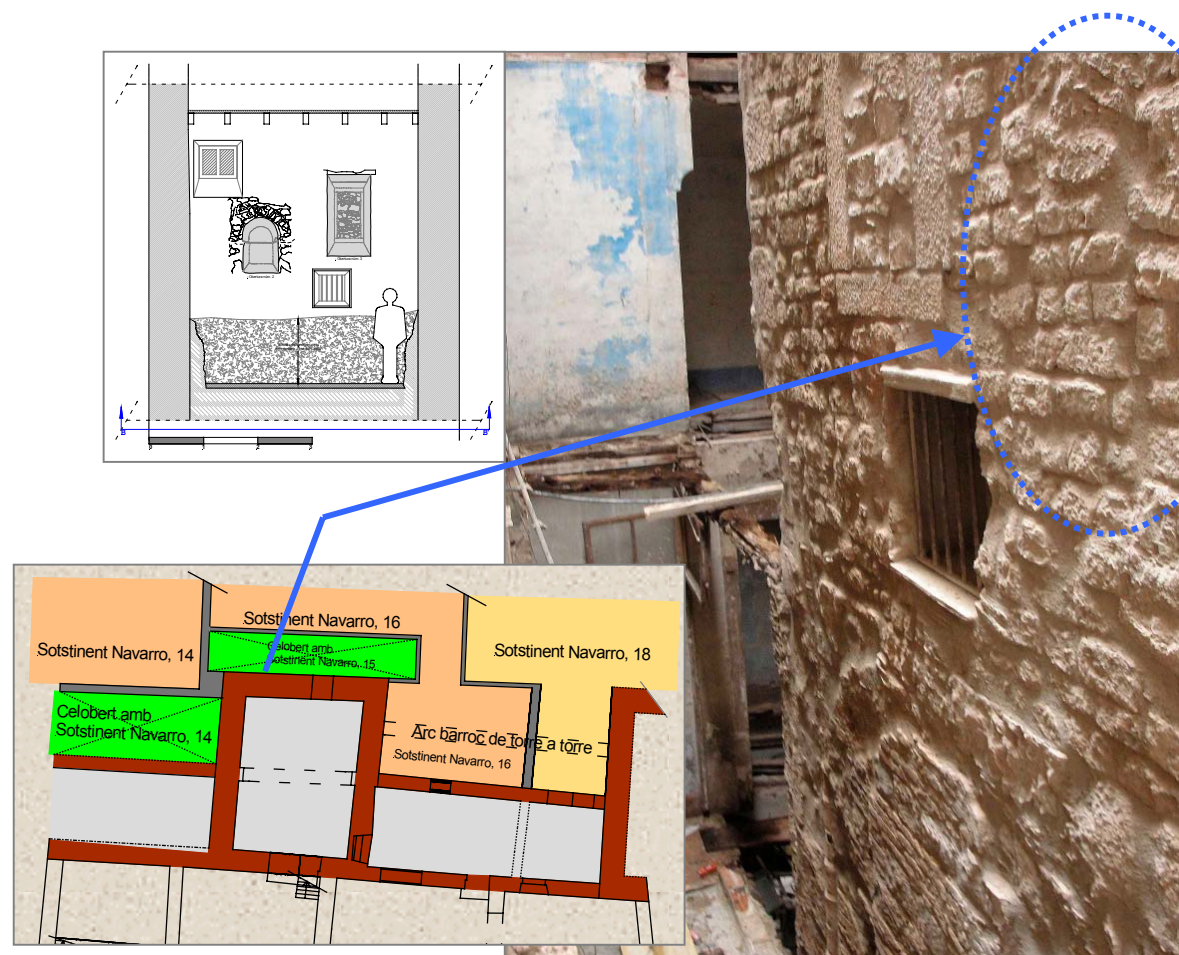 Sotstinent Navarro, 16
Sotstinent Navarro, 14
Celobert amb
Sotstinent Navarro, 15
Sotstinent Navarro, 18
Celobert amb
Sotstinent Navarro, 14
Arc barroc de torre a torre
Sotstinent Navarro, 16